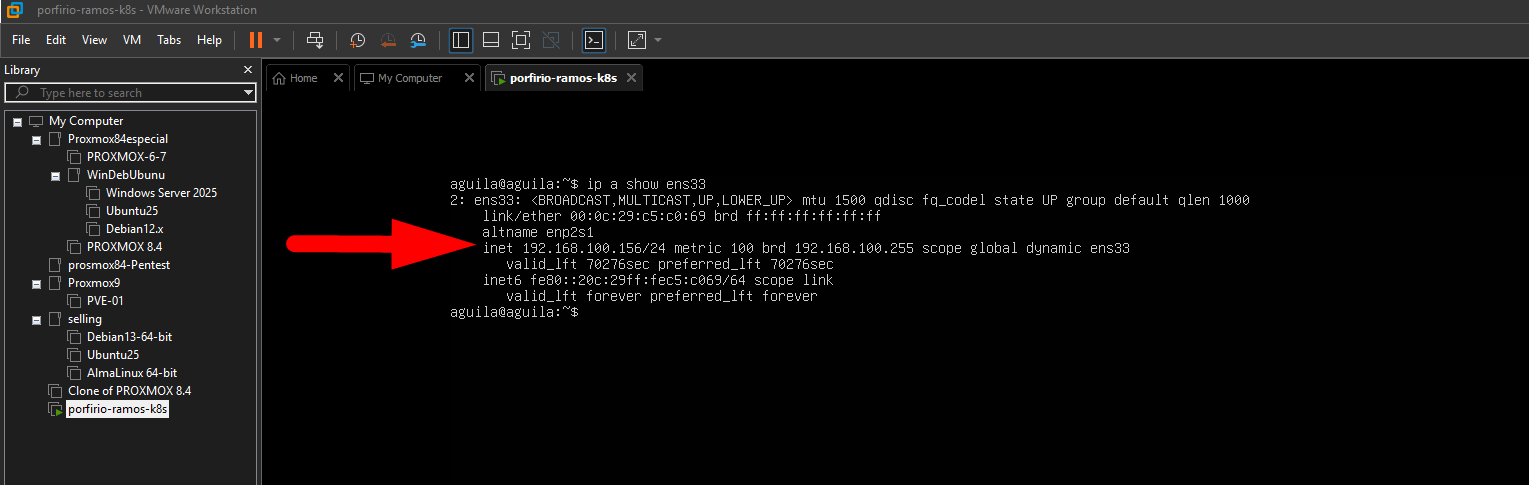 porfirio-ramos-k8s - VMware Workstation
File Edit View VM Tabs Help
Library
Type here to search
My Computer
Proxmox84especial
PROXMOX-6-7
WinDebUbunu
Windows Server 2025
Ubuntu25
Debian12.x
PROXMOX 8.4
prosmox84-Pentest
Proxmox9
PVE-01
selling
Debian13-64-bit
Ubuntu25
AlmaLinux 64-bit
Clone of PROXMOX 8.4
porfirio-ramos-k8s
Home My Computer porfirio-ramos-k8s
aguila@aguila:~$ ip a show ens33
2: ens33: <BROADCAST,MULTICAST,UP,LOWER_UP> mtu 1500 qdisc fq_codel state UP group default qlen 1000
link/ether 00:0c:29:c5:c0:69 brd ff:ff:ff:ff:ff:ff
altname enp2s1
inet 192.168.100.156/24 metric 100 brd 192.168.100.255 scope global dynamic ens33
valid_lft 70276sec preferred_lft 70276sec
inet6 fe80::20c:29ff:fec5:c069/64 scope link
valid_lft forever preferred_lft forever
aguila@aguila:~$